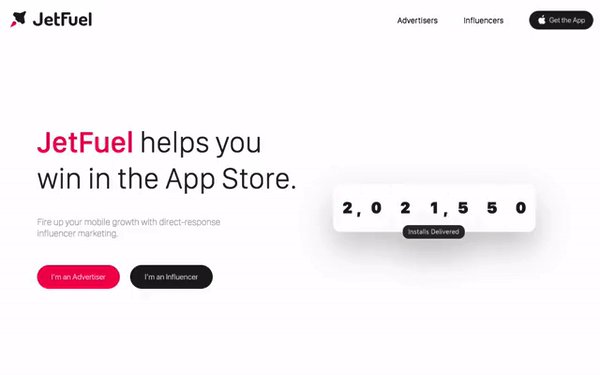 JetFuel
Advertisers
Influencers
Get the App
JetFuel helps you
win in the App Store.
Fire up your mobile growth with direct-response
influencer marketing.
2,021,550
Installs Delivered
I'm an Advertiser
I'm an Influencer